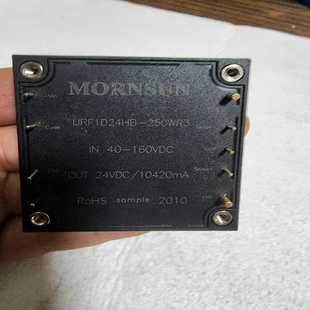 MORNSUN
URF1D24HB-250WR3
IN 40-160VDC
OUT 24VDC/10420mA
RoHS sample 2010